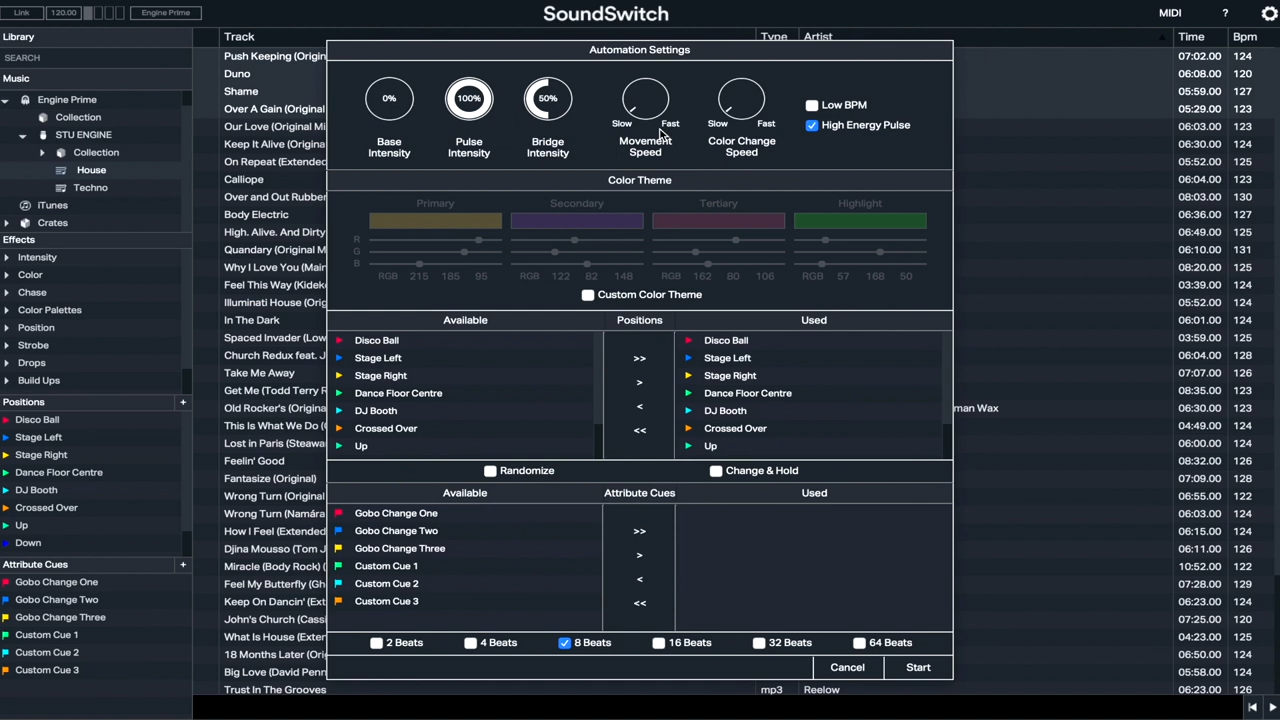 Link 120.00 Engine Prime SoundSwitch MIDI ?
Library
SEARCH
Music
Engine Prime
Collection
STU ENGINE
Collection
House
Techno
iTunes
Crates
Effects
Intensity
Color
Chase
Color Palettes
Position
Strobe
Drops
Build Ups
Positions +
Disco Ball
Stage Left
Stage Right
Dance Floor Centre
DJ Booth
Crossed Over
Up
Down
Attribute Cues +
Gobo Change One
Gobo Change Two
Gobo Change Three
Custom Cue 1
Custom Cue 2
Custom Cue 3
Track Type Artist Time Bpm
Push Keeping (Origin 07:02.00 124
Duno 06:08.00 120
Shame 05:59.00 127
Over A Gain (Original 05:29.00 123
Our Love (Original M 06:03.00 123
Keep It Alive (Original 06:30.00 124
On Repeat (Extended 05:52.00 125
Calliope 06:04.00 123
Over and Out Rubber 08:03.00 130
Body Electric 06:36.00 127
High. Alive. And Dirty 06:49.00 125
Quandary (Original M 06:10.00 131
Why I Love You (Main 08:20.00 125
Feel This Way (Kideko 03:39.00 124
Illuminati House (Orig 05:52.00 124
In The Dark 06:01.00 124
Spaced Invader (Low 03:59.00 125
Church Redux feat. J 06:04.00 128
Take Me Away 07:07.00 126
Get Me (Todd Terry R 08:35.00 123
Old Rocker's (Origina man Wax 06:30.00 123
This Is What We Do ( 04:49.00 124
Lost in Paris (Steawa 06:00.00 124
Feelin' Good 08:32.00 126
Fantasize (Original) 07:09.00 128
Wrong Turn (Original 06:55.00 122
Wrong Turn (Namára 06:03.00 123
How I Feel (Extended 06:15.00 124
Djina Mousso (Tom J 06:11.00 126
Miracle (Body Rock) ( 10:52.00 122
Feel My Butterfly (Gh 07:28.00 129
Keep On Dancin' (Ext 06:23.00 124
John's Church (Cassi 07:25.00 120
What Is House 04:23.00 125
18 Months Later (Orig 06:50.00 124
Big Love (David Penn 05:58.00 124
Trust In The Grooves mp3 Reelow 06:23.00 123
Automation Settings
0% 100% 50%
Slow Fast Slow Fast
Base Intensity
Pulse Intensity
Bridge Intensity
Movement Speed
Color Change Speed
Low BPM
High Energy Pulse
Color Theme
Primary Secondary Tertiary Highlight
R
G
B
RGB 215 185 95 RGB 122 82 148 RGB 162 80 106 RGB 57 168 50
Custom Color Theme
Available Positions Used
Disco Ball Disco Ball
Stage Left >> Stage Left
Stage Right > Stage Right
Dance Floor Centre Dance Floor Centre
DJ Booth < DJ Booth
Crossed Over << Crossed Over
Up Up
Randomize Change & Hold
Available Attribute Cues Used
Gobo Change One
Gobo Change Two >>
Gobo Change Three >
Custom Cue 1
Custom Cue 2 <
Custom Cue 3 <<
2 Beats 4 Beats 8 Beats 16 Beats 32 Beats 64 Beats
Cancel Start